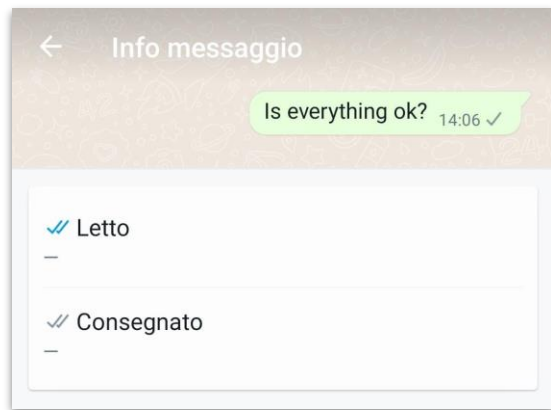 Info messaggio
Is everything ok? 14:06
Letto
—
Consegnato
—